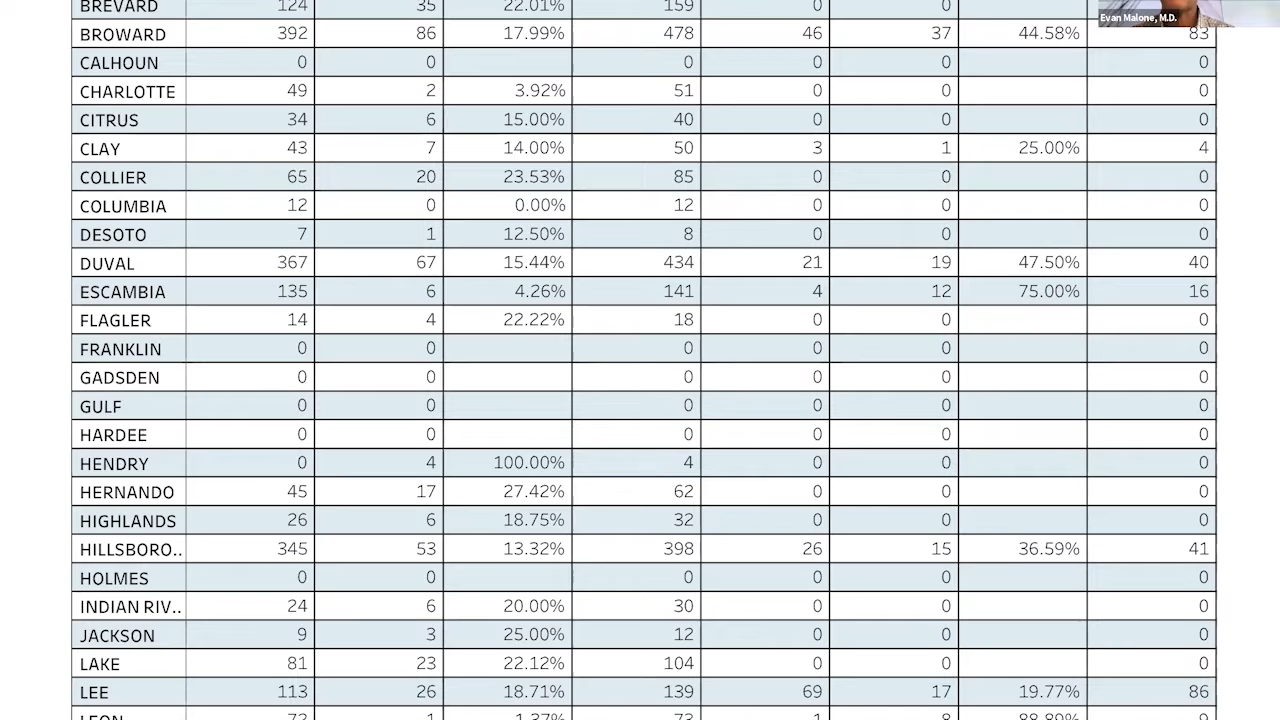 BREVARD 124 35 22.01% 159 0 0
Evan Malone, M.D.
BROWARD 392 86 17.99% 478 46 37 44.58% 83
CALHOUN 0 0 0 0 0 0
CHARLOTTE 49 2 3.92% 51 0 0 0
CITRUS 34 6 15.00% 40 0 0 0
CLAY 43 7 14.00% 50 3 1 25.00% 4
COLLIER 65 20 23.53% 85 0 0 0
COLUMBIA 12 0 0.00% 12 0 0 0
DESOTO 7 1 12.50% 8 0 0 0
DUVAL 367 67 15.44% 434 21 19 47.50% 40
ESCAMBIA 135 6 4.26% 141 4 12 75.00% 16
FLAGLER 14 4 22.22% 18 0 0 0
FRANKLIN 0 0 0 0 0 0
GADSDEN 0 0 0 0 0 0
GULF 0 0 0 0 0 0
HARDEE 0 0 0 0 0 0
HENDRY 0 4 100.00% 4 0 0 0
HERNANDO 45 17 27.42% 62 0 0 0
HIGHLANDS 26 6 18.75% 32 0 0 0
HILLSBORO.. 345 53 13.32% 398 26 15 36.59% 41
HOLMES 0 0 0 0 0 0
INDIAN RIV.. 24 6 20.00% 30 0 0 0
JACKSON 9 3 25.00% 12 0 0 0
LAKE 81 23 22.12% 104 0 0 0
LEE 113 26 18.71% 139 69 17 19.77% 86
LEON 72 1 1.37% 73 1 8 88.89% 9